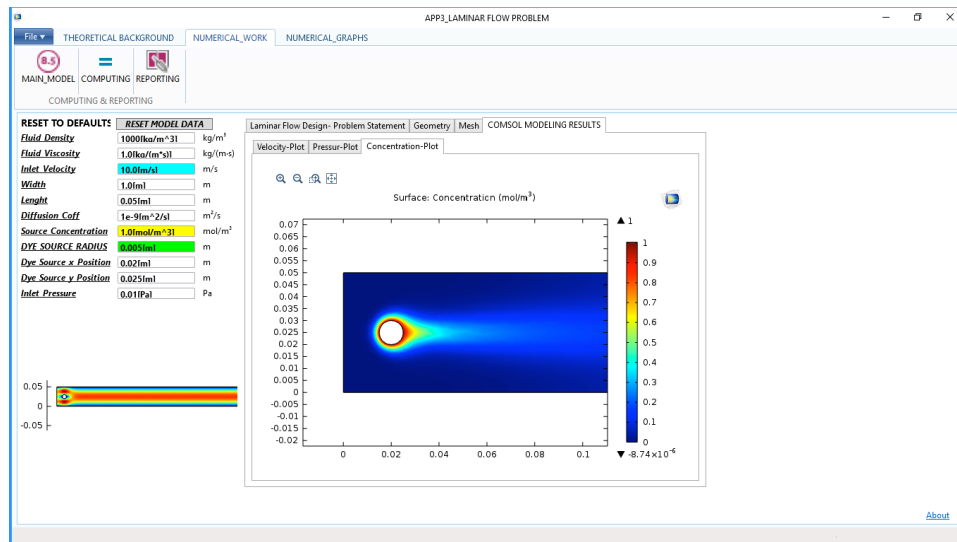 APP3_LAMINAR FLOW PROBLEM
File THEORETICAL BACKGROUND NUMERICAL_WORK NUMERICAL_GRAPHS
8.5
MAIN_MODEL COMPUTING REPORTING
COMPUTING & REPORTING
RESET TO DEFAULTS RESET MODEL DATA
Fluid Density 1000[kg/m^3] kg/m³
Fluid Viscosity 1.0[kg/(m*s)] kg/(m·s)
Inlet Velocity 10.0[m/s] m/s
Width 1.0[m] m
Lenght 0.05[m] m
Diffusion Coff 1e-9[m^2/s] m²/s
Source Concentration 1.0[mol/m^3] mol/m³
DYE SOURCE RADIUS 0.005[m] m
Dye Source x Position 0.02[m] m
Dye Source y Position 0.025[m] m
Inlet Pressure 0.01[Pa] Pa
0.05
0
-0.05
Laminar Flow Design- Problem Statement Geometry Mesh COMSOL MODELING RESULTS
Velocity-Plot Pressur-Plot Concentration-Plot
Surface: Concentration (mol/m³)
0.07
0.065
0.06
0.055
0.05
0.045
0.04
0.035
0.03
0.025
0.02
0.015
0.01
0.005
0
-0.005
-0.01
-0.015
-0.02
0 0.02 0.04 0.06 0.08 0.1
▲ 1
1
0.9
0.8
0.7
0.6
0.5
0.4
0.3
0.2
0.1
0
▼ -8.74×10⁻⁶
About